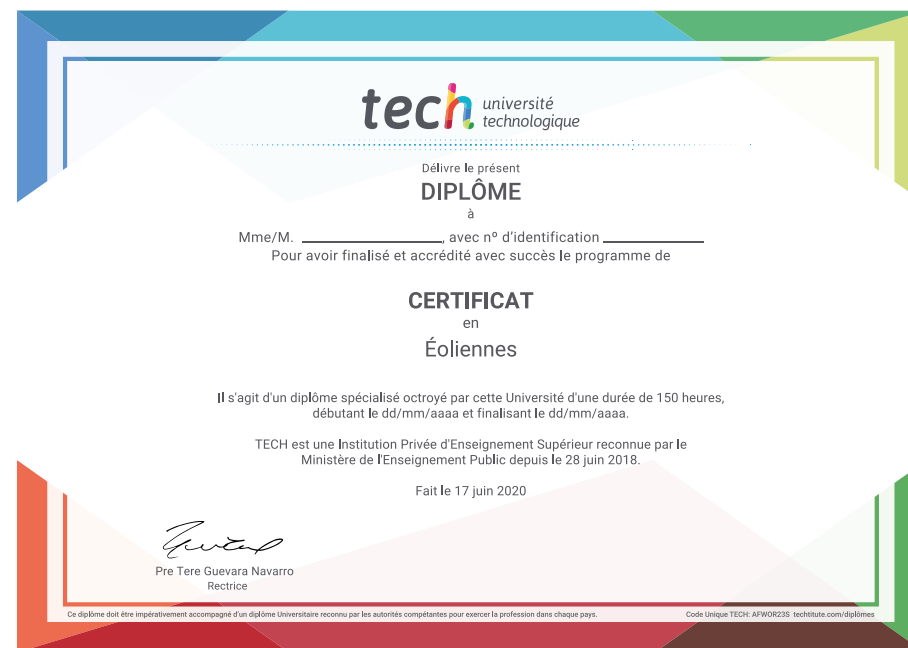 tech université
technologique
Délivre le présent
DIPLÔME
à
Mme/M. ____________________, avec nº d'identification ______________
Pour avoir finalisé et accrédité avec succès le programme de
CERTIFICAT
en
Éoliennes
Il s'agit d'un diplôme spécialisé octroyé par cette Université d'une durée de 150 heures,
débutant le dd/mm/aaaa et finalisant le dd/mm/aaaa.
TECH est une Institution Privée d'Enseignement Supérieur reconnue par le
Ministère de l'Enseignement Public depuis le 28 juin 2018.
Fait le 17 juin 2020
Pre Tere Guevara Navarro
Rectrice
Ce diplôme doit être impérativement accompagné d'un diplôme Universitaire reconnu par les autorités compétentes pour exercer la profession dans chaque pays.
Code Unique TECH: AFWOR23S techtitute.com/diplômes